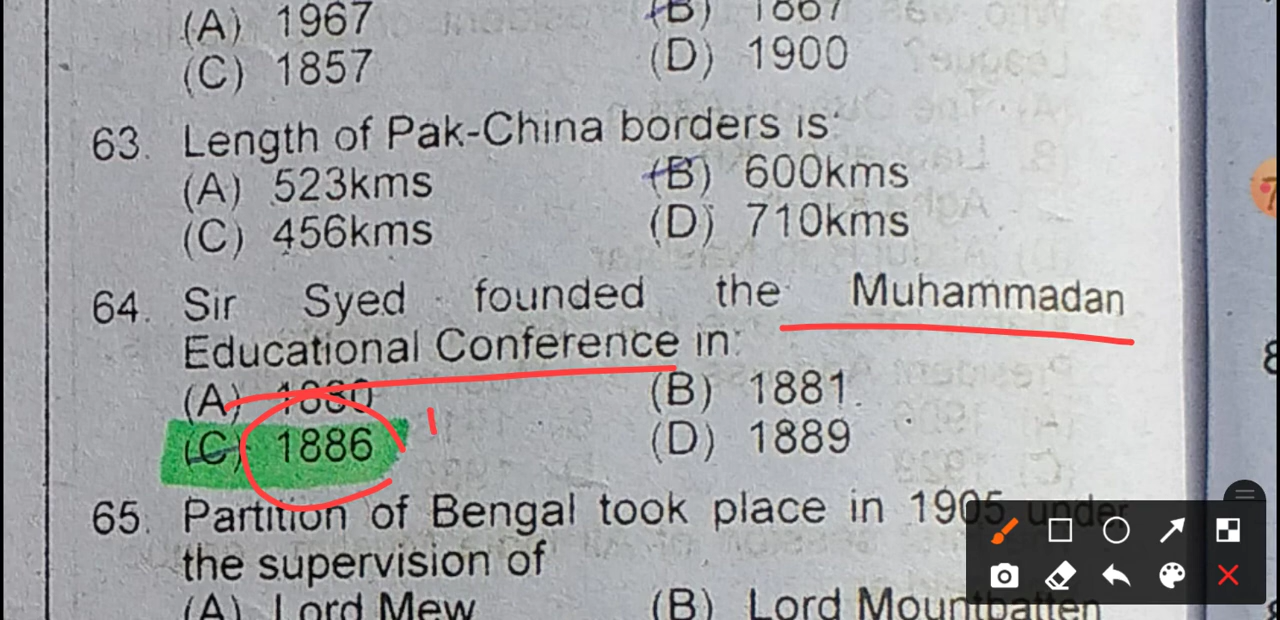 (A) 1967 (B) 1867
(C) 1857 (D) 1900
63. Length of Pak-China borders is:
(A) 523kms (B) 600kms
(C) 456kms (D) 710kms
64. Sir Syed founded the Muhammadan
Educational Conference in:
(A) 1880 (B) 1881
(C) 1886 (D) 1889
65. Partition of Bengal took place in 1905 under
the supervision of
(A) Lord Mew (B) Lord Mountbatten